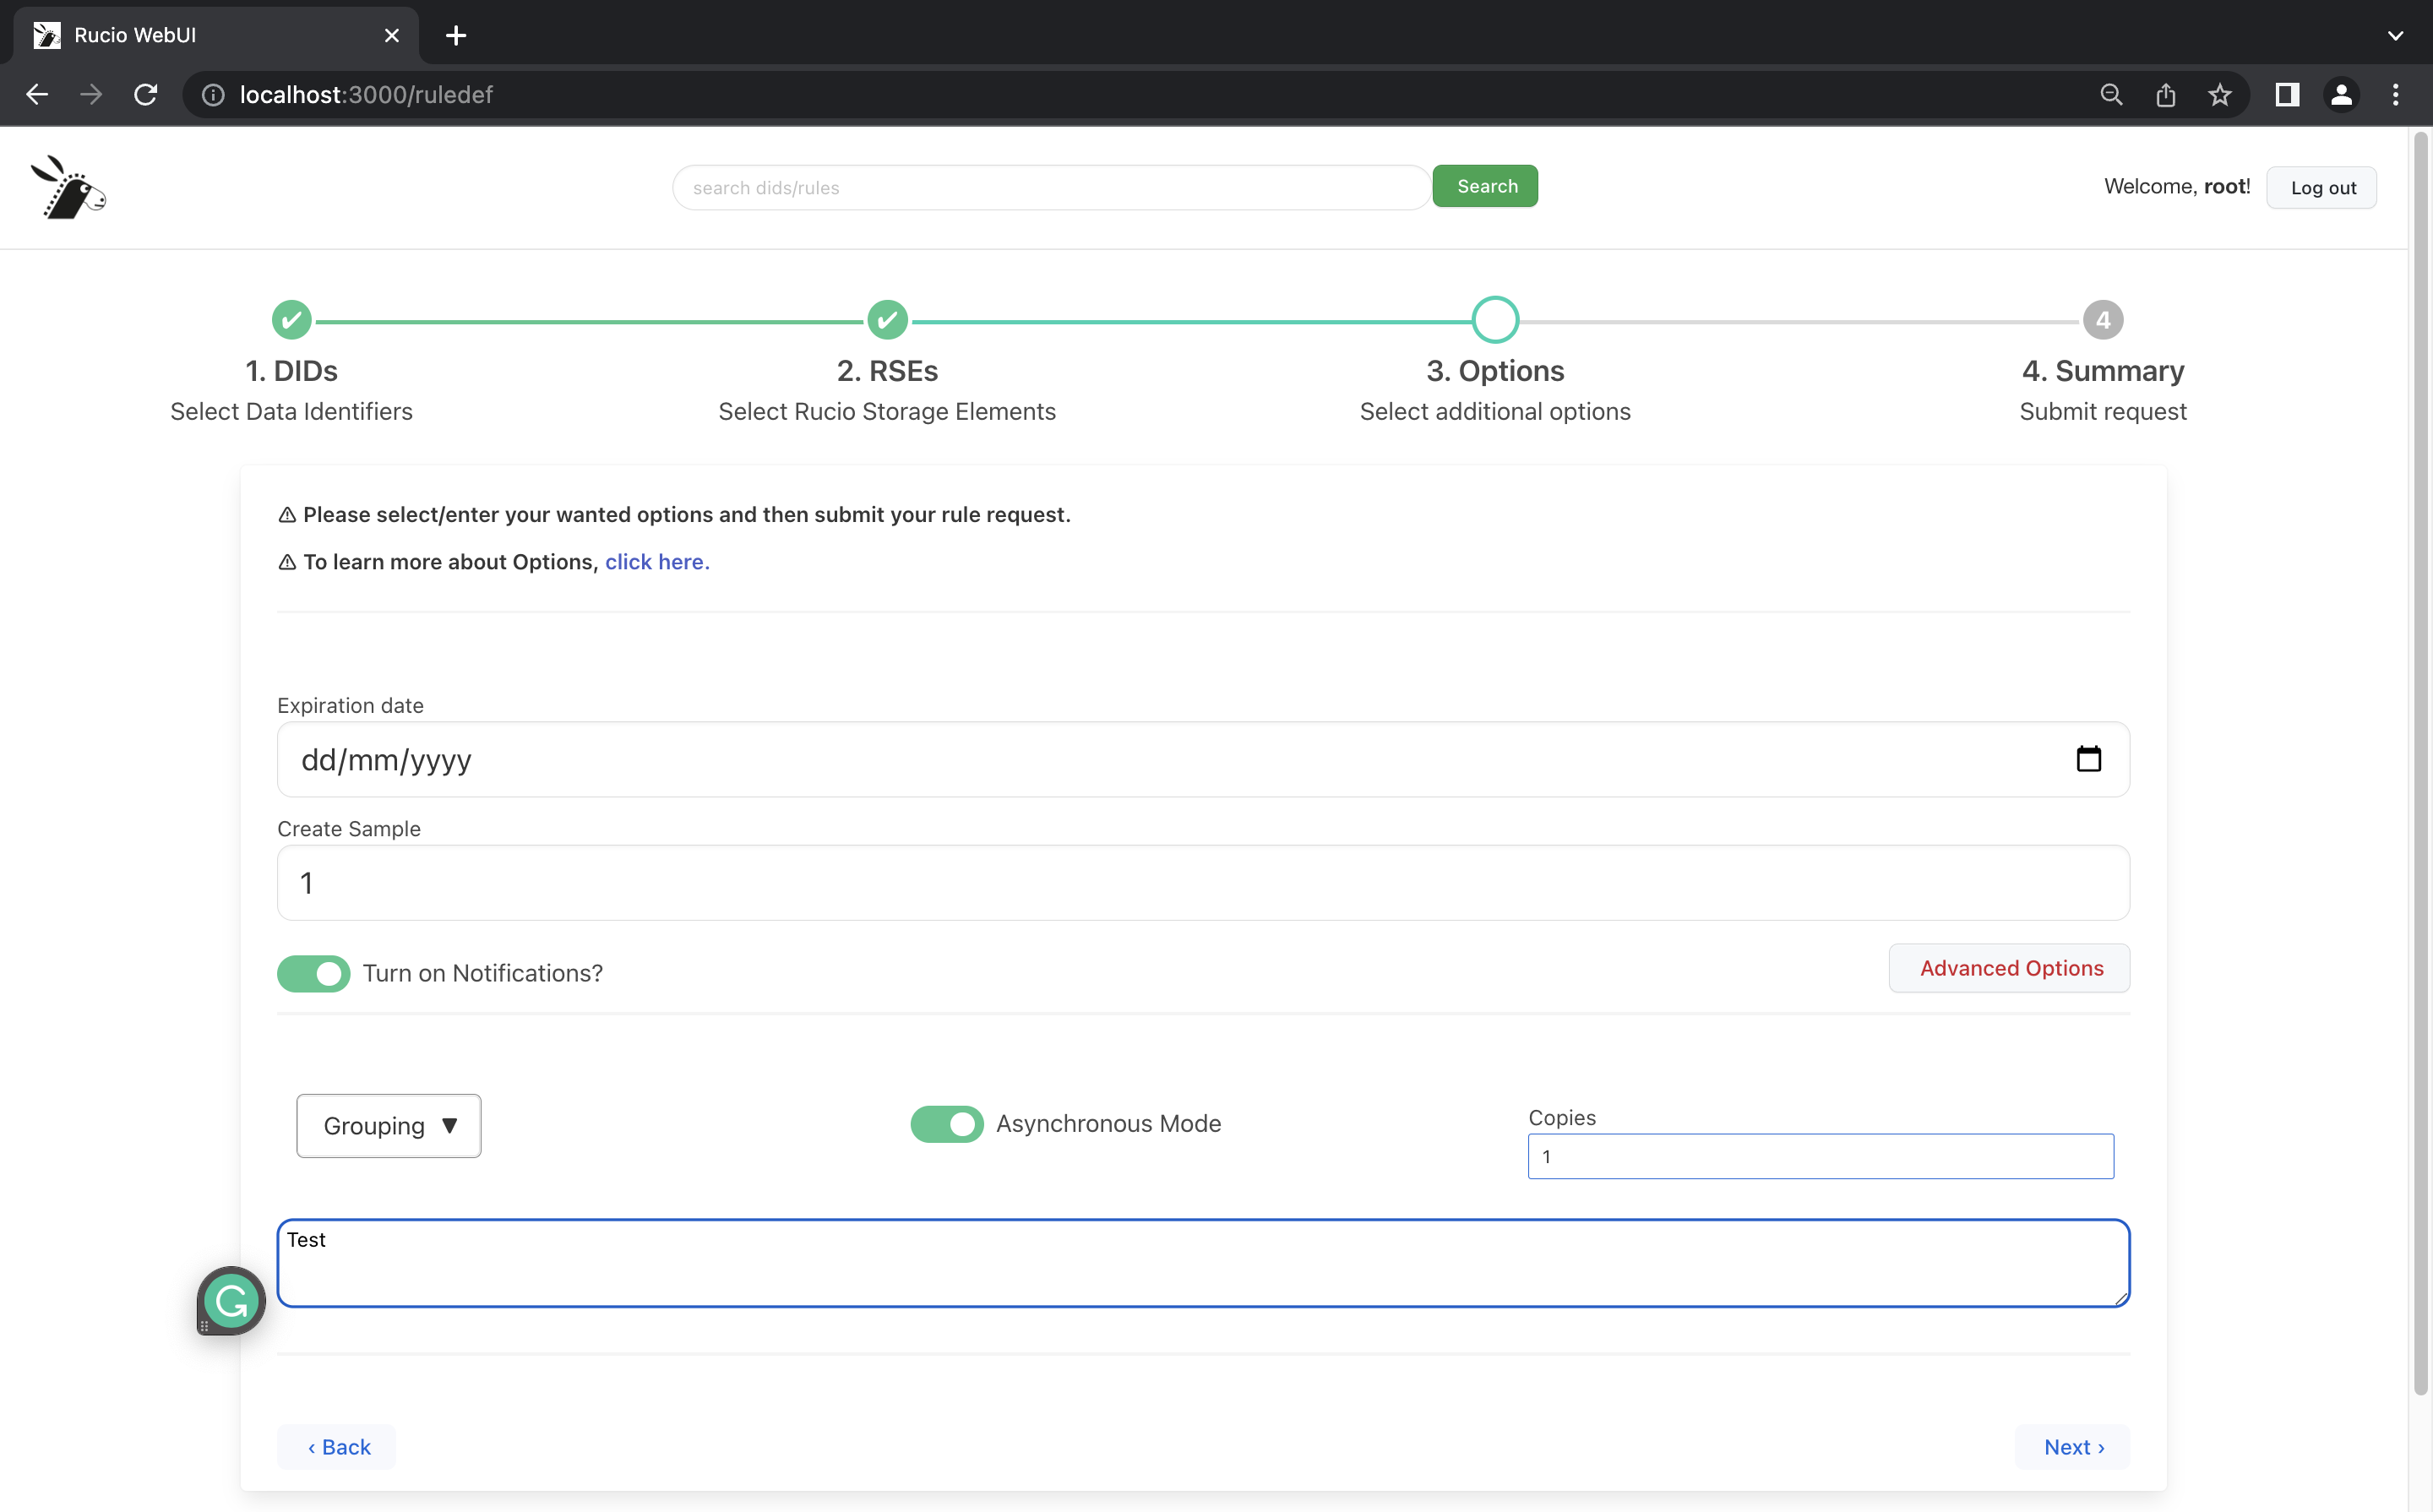 Rucio WebUI
localhost:3000/ruledef
search dids/rules
Search
Welcome, root!
Log out
4
1. DIDs
Select Data Identifiers
2. RSEs
Select Rucio Storage Elements
3. Options
Select additional options
4. Summary
Submit request
Please select/enter your wanted options and then submit your rule request.
To learn more about Options, click here.
Expiration date
dd/mm/yyyy
Create Sample
1
Turn on Notifications?
Advanced Options
Grouping ▼
Asynchronous Mode
Copies
1
Test
‹ Back
Next ›